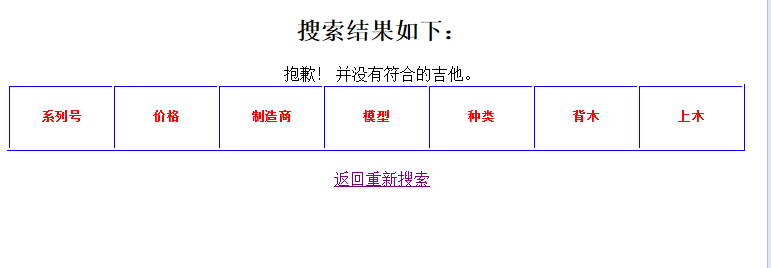 搜索结果如下:
抱歉! 并没有符合的吉他。
系列号 价格 制造商 模型 种类 背木 上木
返回重新搜索